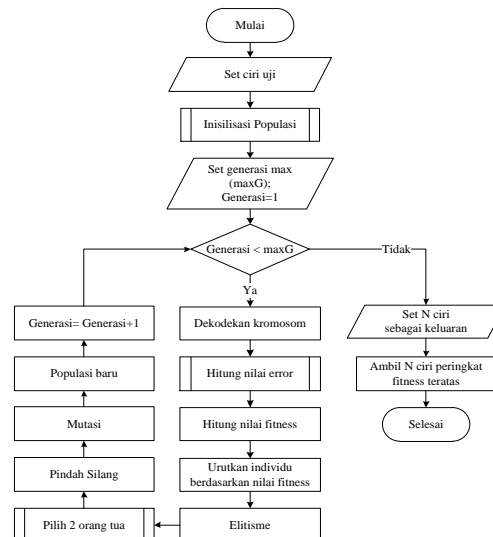 Mulai
Set ciri uji
Inisilisasi Populasi
Set generasi max
(maxG);
Generasi=1
Generasi < maxG
Tidak
Ya
Generasi= Generasi+1
Dekodekan kromosom
Set N ciri
sebagai keluaran
Populasi baru
Hitung nilai error
Ambil N ciri peringkat
fitness teratas
Mutasi
Hitung nilai fitness
Selesai
Pindah Silang
Urutkan individu
berdasarkan nilai fitness
Pilih 2 orang tua
Elitisme